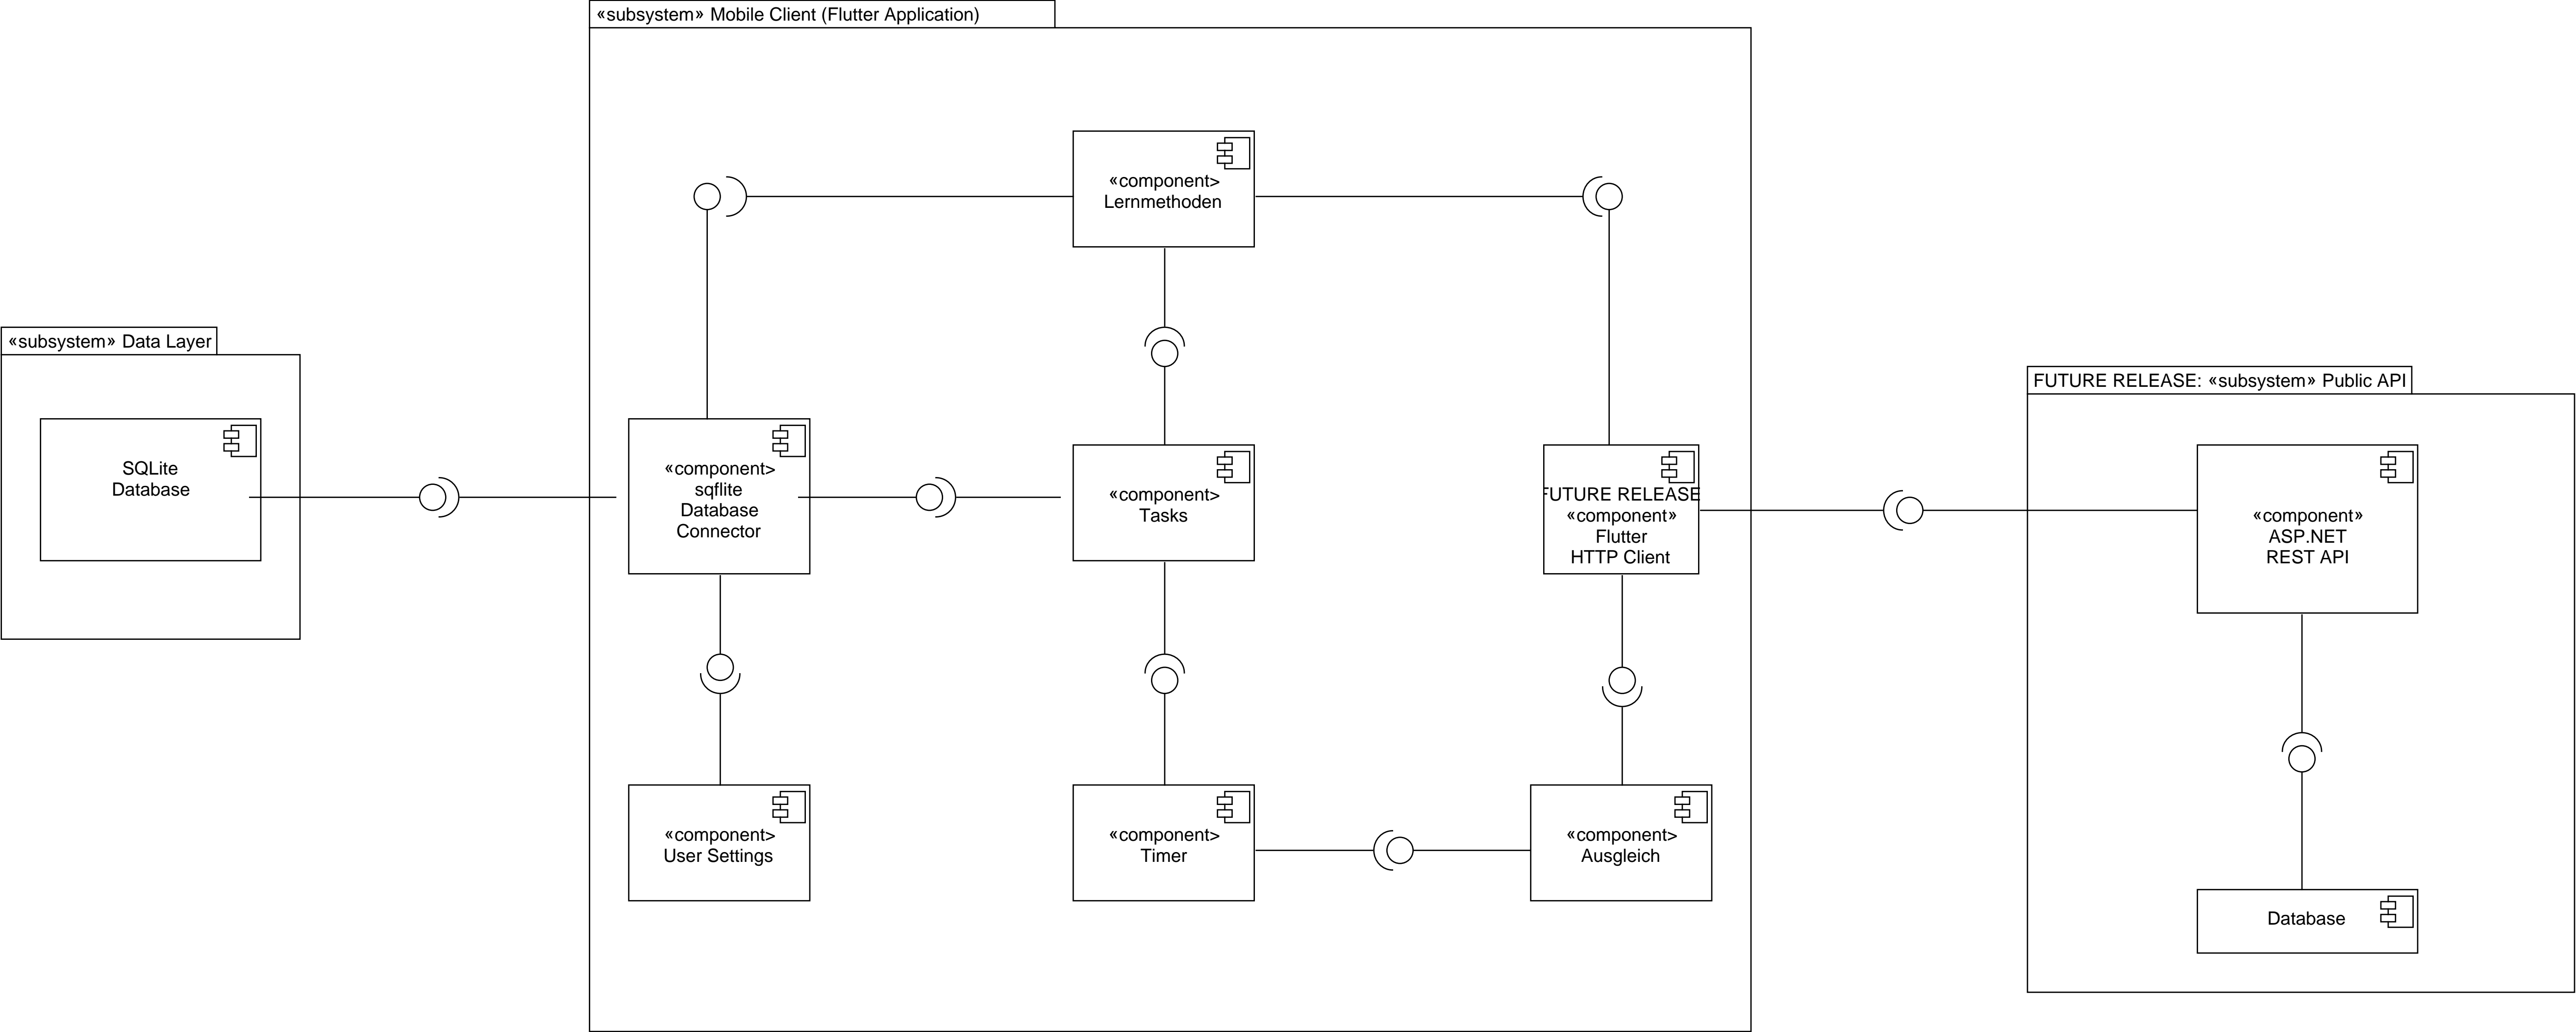 «subsystem» Mobile Client (Flutter Application)
«component>
Lernmethoden
«subsystem» Data Layer
SQLite
Database
«component>
sqflite
Database
Connector
«component>
Tasks
FUTURE RELEASE
«component»
Flutter
HTTP Client
FUTURE RELEASE: «subsystem» Public API
«component»
ASP.NET
REST API
«component>
User Settings
«component>
Timer
«component>
Ausgleich
Database